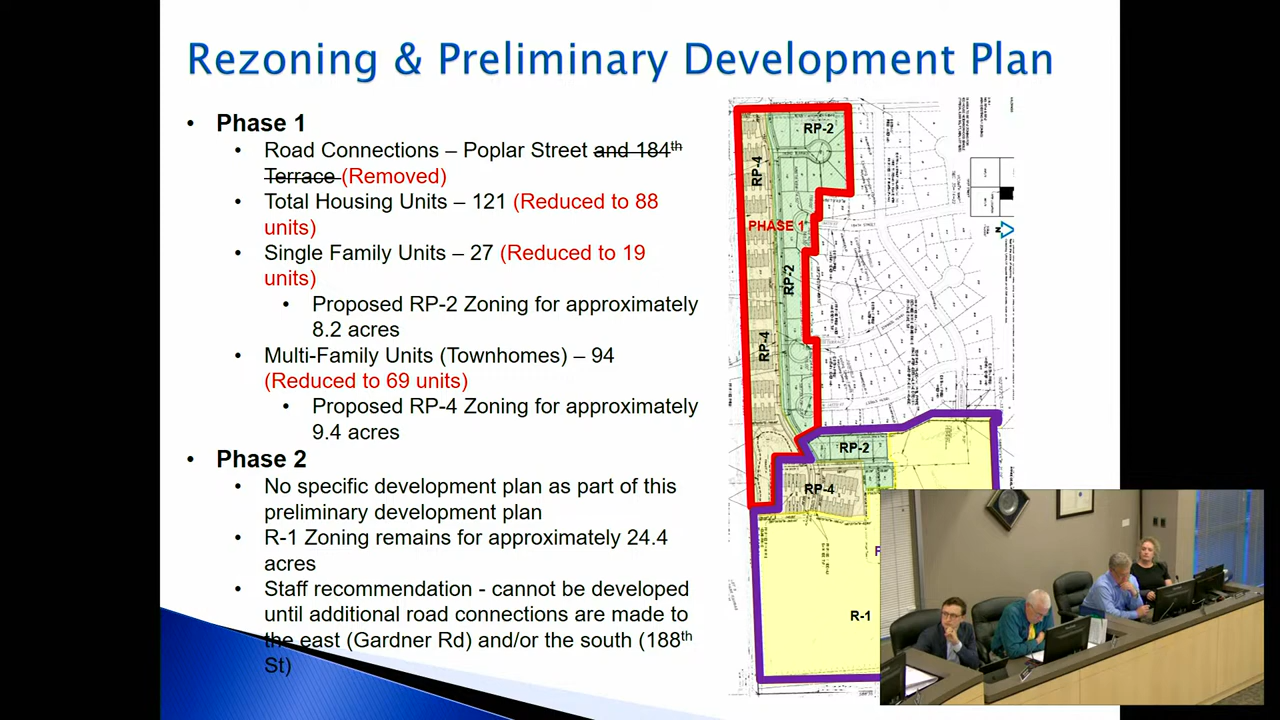 Rezoning & Preliminary Development Plan
• Phase 1
• Road Connections – Poplar Street and 184th
Terrace (Removed)
• Total Housing Units – 121 (Reduced to 88
units)
• Single Family Units – 27 (Reduced to 19
units)
• Proposed RP-2 Zoning for approximately
8.2 acres
• Multi-Family Units (Townhomes) – 94
(Reduced to 69 units)
• Proposed RP-4 Zoning for approximately
9.4 acres
• Phase 2
• No specific development plan as part of this
preliminary development plan
• R-1 Zoning remains for approximately 24.4
acres
• Staff recommendation - cannot be developed
until additional road connections are made to
the east (Gardner Rd) and/or the south (188th
St)
RP-2
RP-4
PHASE 1
RP-2
RP-4
RP-2
RP-4
R-1